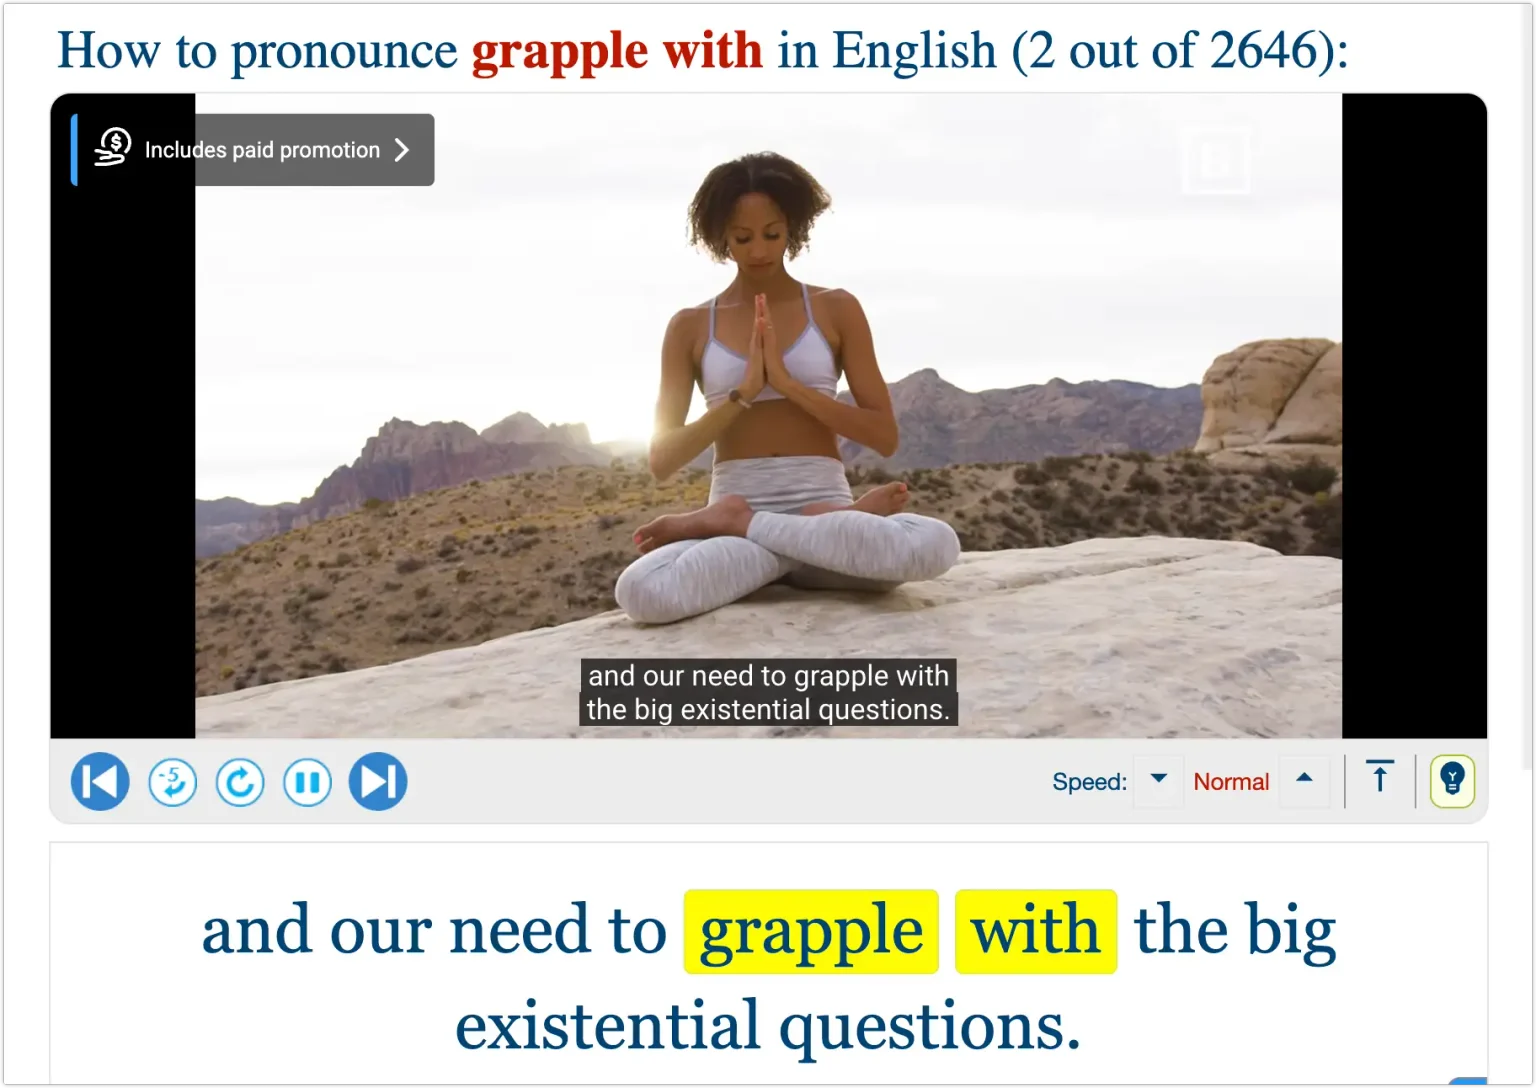 How to pronounce grapple with in English (2 out of 2646):
Includes paid promotion
and our need to grapple with
the big existential questions.
-5
Speed: Normal
and our need to grapple with the big
existential questions.